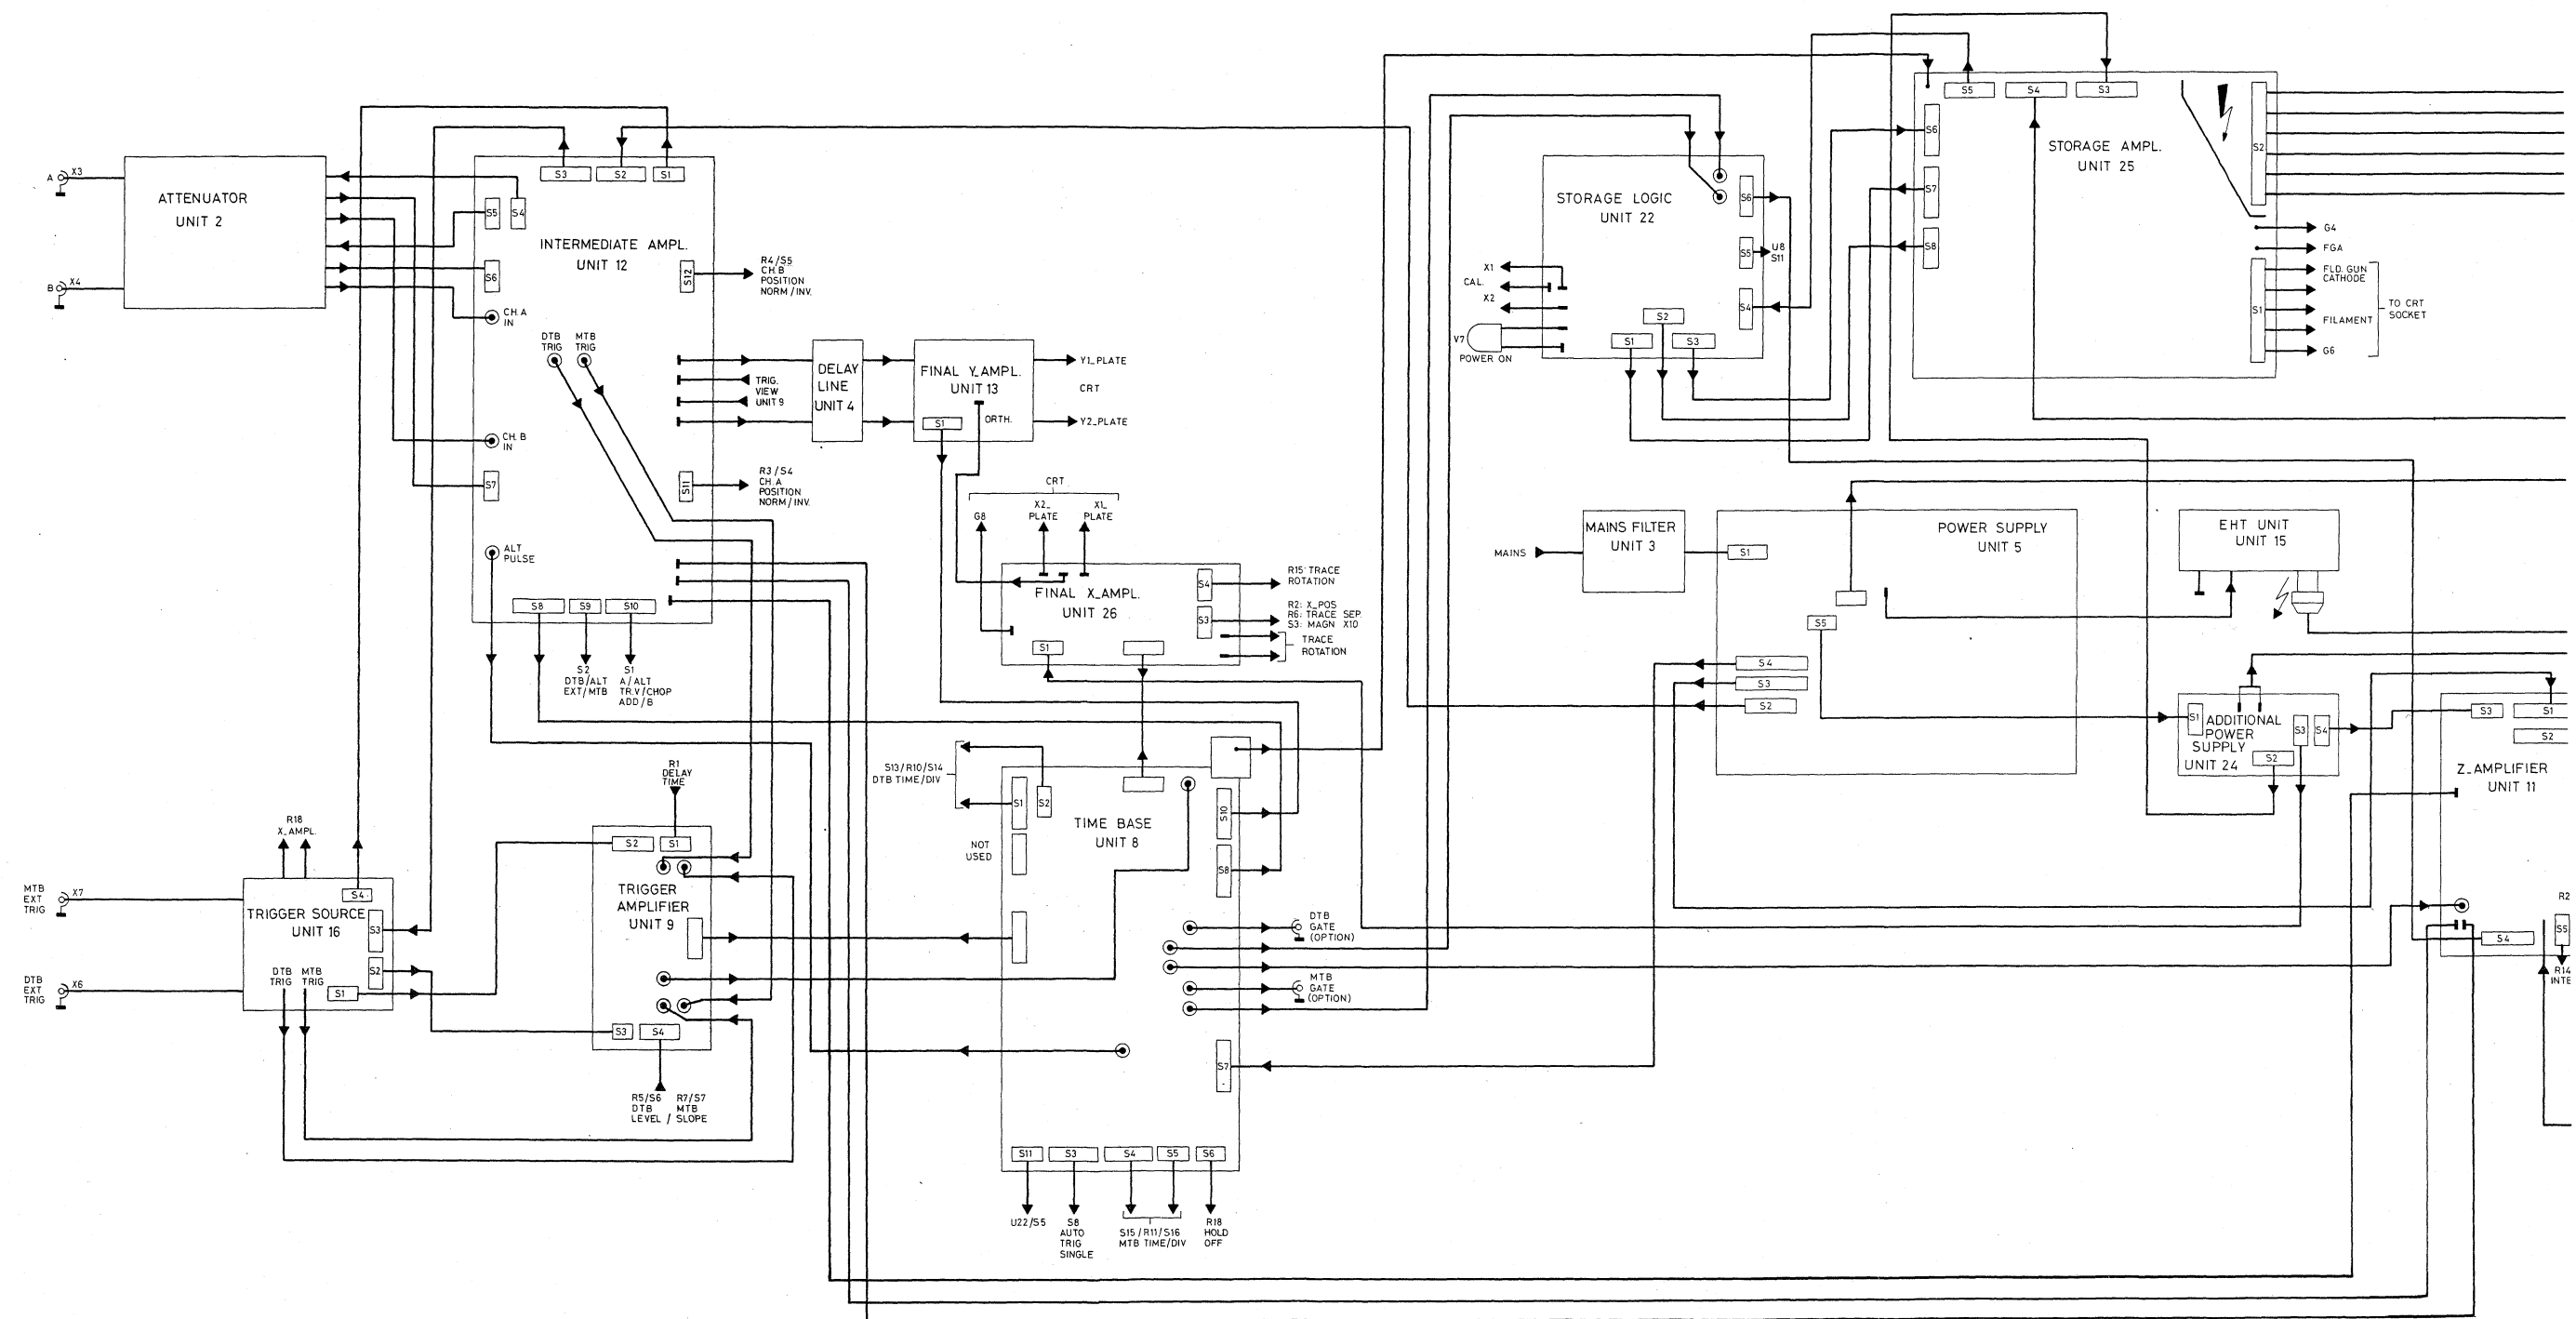 A
X3
B
X4
ATTENUATOR
UNIT 2
S3
S2
S1
S5
S4
S6
INTERMEDIATE AMPL.
UNIT 12
S12
R4/S5
CH.B
POSITION
NORM/INV.
CH.A
IN
DTB
TRIG
MTB
TRIG
TRIG.
VIEW
UNIT 9
CH.B
IN
S7
S11
R3/S4
CH.A
POSITION
NORM/INV.
ALT
PULSE
S8
S9
S10
S2
DTB/ALT
EXT/MTB
S1
A/ALT
TR.V/CHOP
ADD/B
DELAY
LINE
UNIT 4
FINAL Y_AMPL.
UNIT 13
S1
ORTH.
Y1_PLATE
CRT
Y2_PLATE
CRT
G8
X2_
PLATE
X1_
PLATE
FINAL X_AMPL.
UNIT 26
S4
S3
S1
R15 TRACE
ROTATION
R2: X_POS
R6: TRACE SEP.
S3: MAGN X10
TRACE
ROTATION
STORAGE LOGIC
UNIT 22
S6
S5
U8
S11
S4
S2
S1
S3
X1
CAL.
X2
V7
POWER ON
S5
S4
S3
S6
S7
S8
STORAGE AMPL.
UNIT 25
S2
S1
G4
FGA
FLD. GUN
CATHODE
FILAMENT
G6
TO CRT
SOCKET
MAINS
MAINS FILTER
UNIT 3
S1
POWER SUPPLY
UNIT 5
S5
S4
S3
S2
EHT UNIT
UNIT 15
S1
ADDITIONAL
POWER
SUPPLY
UNIT 24
S2
S3
S4
S3
S1
S2
Z_AMPLIFIER
UNIT 11
S4
R2
S5
R14
INTE
MTB
EXT
TRIG
X7
DTB
EXT
TRIG
X6
R18
X_AMPL.
S4
TRIGGER SOURCE
UNIT 16
S3
S2
DTB
TRIG
MTB
TRIG
S1
R1
DELAY
TIME
S2
S1
TRIGGER
AMPLIFIER
UNIT 9
S3
S4
R5/S6
DTB
LEVEL /
R7/S7
MTB
SLOPE
S13/R10/S14
DTB TIME/DIV
S1
S2
NOT
USED
TIME BASE
UNIT 8
S10
S8
DTB
GATE
(OPTION)
MTB
GATE
(OPTION)
S7
S11
S3
S4
S5
S6
U22/S5
S8
AUTO
TRIG
SINGLE
S15/R11/S16
MTB TIME/DIV
R18
HOLD
OFF